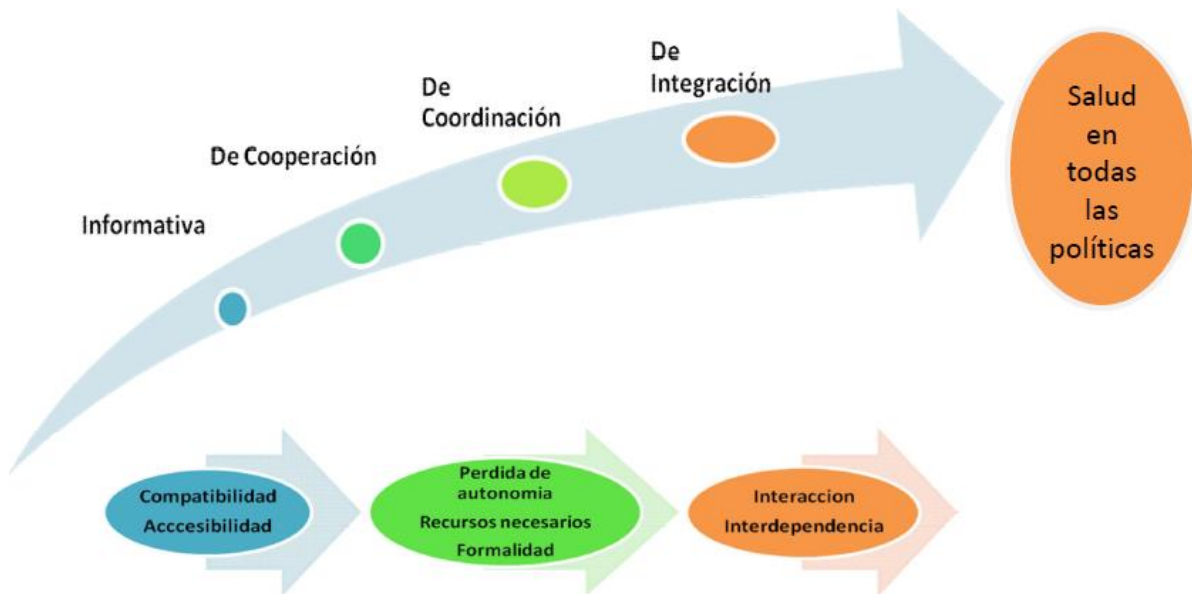 De
Integración
De
Coordinación
De Cooperación
Informativa
Salud
en
todas
las
políticas
Compatibilidad
Acccesibilidad
Perdida de
autonomia
Recursos necesarios
Formalidad
Interaccion
Interdependencia